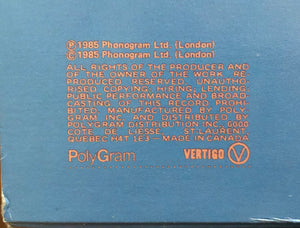 ℗ 1985 Phonogram Ltd. (London)
© 1985 Phonogram Ltd. (London)
ALL RIGHTS OF THE PRODUCER AND
OF THE OWNER OF THE WORK RE-
PRODUCED RESERVED. UNAUTHO-
RISED COPYING, HIRING, LENDING,
PUBLIC PERFORMANCE AND BROAD-
CASTING OF THIS RECORD PROHI-
BITED. MANUFACTURED BY POLY-
GRAM INC. AND DISTRIBUTED BY
POLYGRAM DISTRIBUTION INC., 6000
COTE DE LIESSE, ST-LAURENT,
QUEBEC H4T 1E3 – MADE IN CANADA
PolyGram VERTIGO V